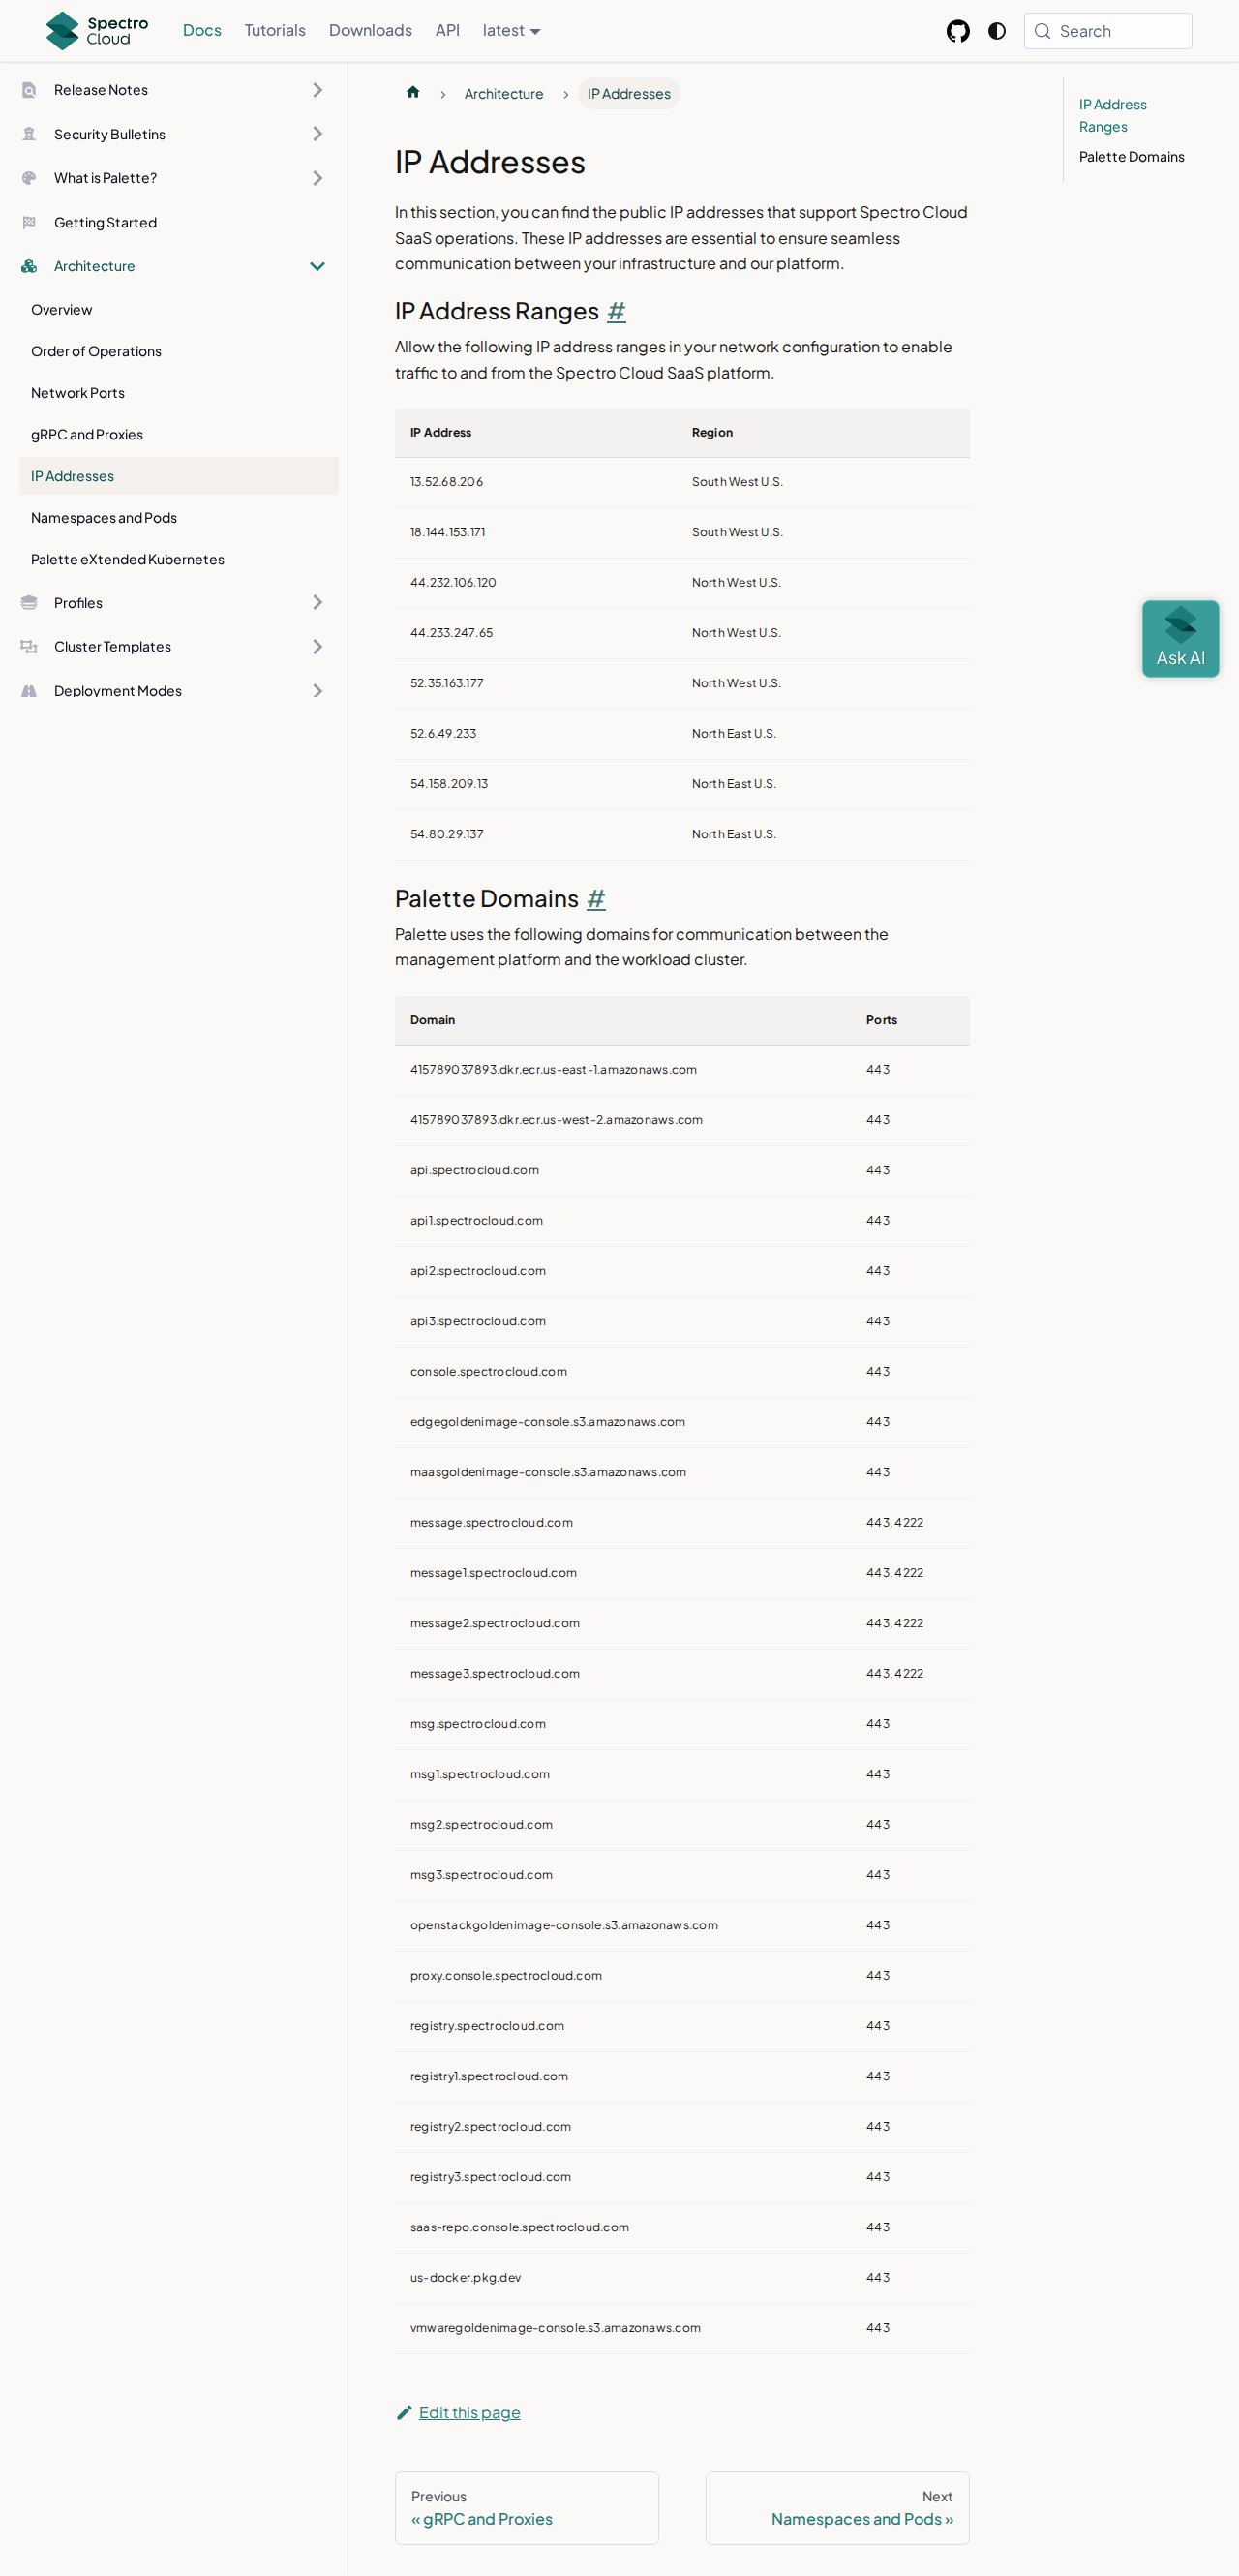 Spectro
Cloud
Docs
Tutorials
Downloads
API
latest
Search
Release Notes
Security Bulletins
What is Palette?
Getting Started
Architecture
Overview
Order of Operations
Network Ports
gRPC and Proxies
IP Addresses
Namespaces and Pods
Palette eXtended Kubernetes
Profiles
Cluster Templates
Deployment Modes
Architecture
IP Addresses
IP Addresses
In this section, you can find the public IP addresses that support Spectro Cloud
SaaS operations. These IP addresses are essential to ensure seamless
communication between your infrastructure and our platform.
IP Address Ranges #
Allow the following IP address ranges in your network configuration to enable
traffic to and from the Spectro Cloud SaaS platform.
IP Address Region
13.52.68.206 South West U.S.
18.144.153.171 South West U.S.
44.232.106.120 North West U.S.
44.233.247.65 North West U.S.
52.35.163.177 North West U.S.
52.6.49.233 North East U.S.
54.158.209.13 North East U.S.
54.80.29.137 North East U.S.
Palette Domains #
Palette uses the following domains for communication between the
management platform and the workload cluster.
Domain Ports
415789037893.dkr.ecr.us-east-1.amazonaws.com 443
415789037893.dkr.ecr.us-west-2.amazonaws.com 443
api.spectrocloud.com 443
api1.spectrocloud.com 443
api2.spectrocloud.com 443
api3.spectrocloud.com 443
console.spectrocloud.com 443
edgegoldenimage-console.s3.amazonaws.com 443
maasgoldenimage-console.s3.amazonaws.com 443
message.spectrocloud.com 443, 4222
message1.spectrocloud.com 443, 4222
message2.spectrocloud.com 443, 4222
message3.spectrocloud.com 443, 4222
msg.spectrocloud.com 443
msg1.spectrocloud.com 443
msg2.spectrocloud.com 443
msg3.spectrocloud.com 443
openstackgoldenimage-console.s3.amazonaws.com 443
proxy.console.spectrocloud.com 443
registry.spectrocloud.com 443
registry1.spectrocloud.com 443
registry2.spectrocloud.com 443
registry3.spectrocloud.com 443
saas-repo.console.spectrocloud.com 443
us-docker.pkg.dev 443
vmwaregoldenimage-console.s3.amazonaws.com 443
Edit this page
Previous
« gRPC and Proxies
Next
Namespaces and Pods »
IP Address
Ranges
Palette Domains
Ask AI